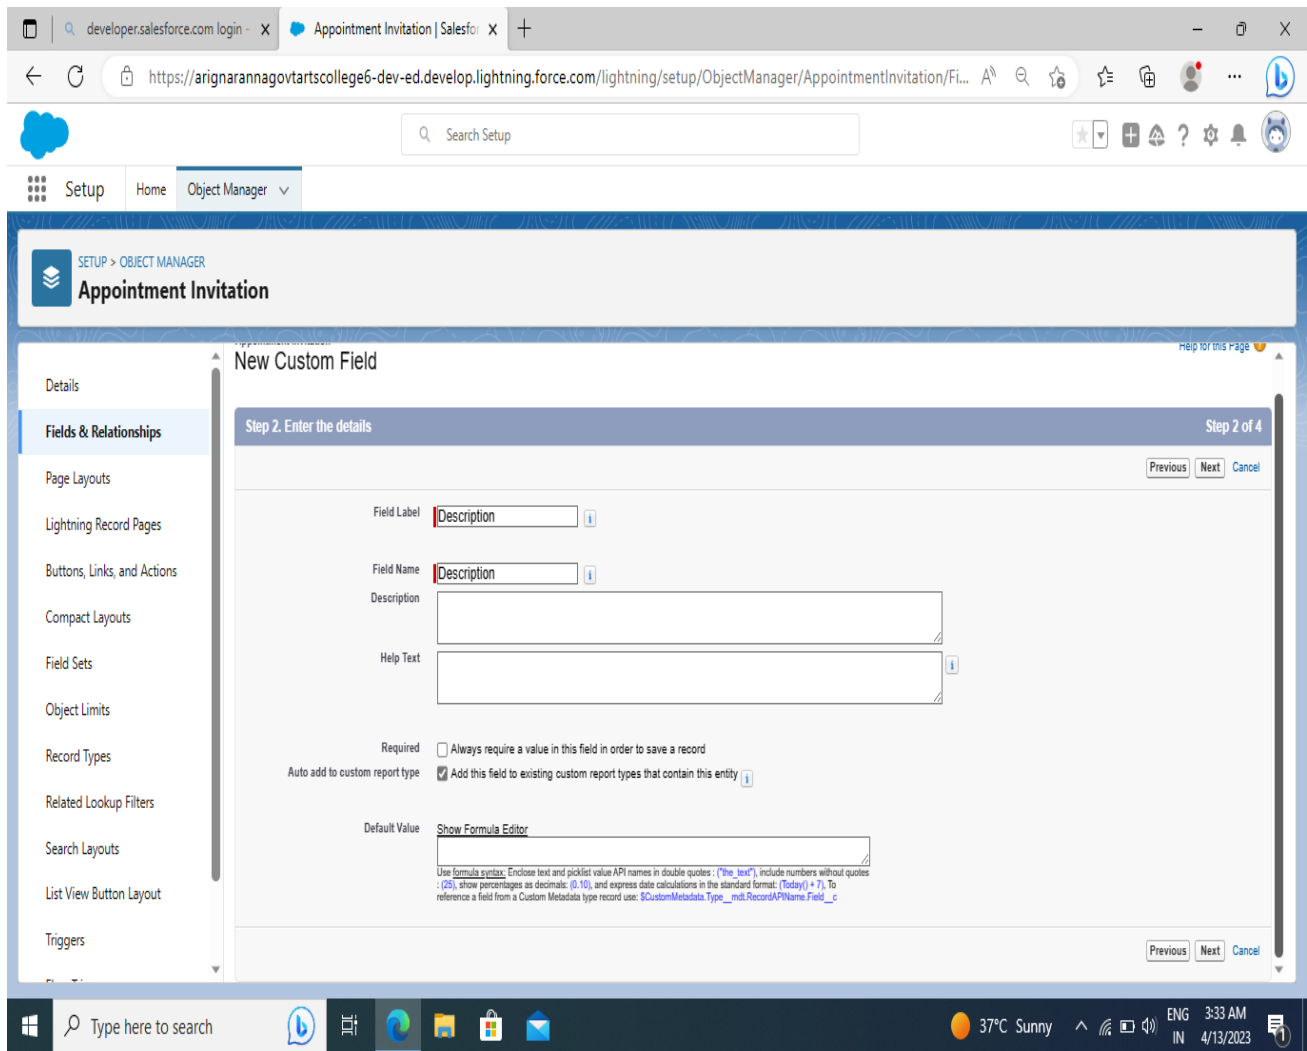 developer.salesforce.com login -
Appointment Invitation | Salesfor
https://arignarannagovtartscollege6-dev-ed.develop.lightning.force.com/lightning/setup/ObjectManager/AppointmentInvitation/Fi...
Search Setup
Setup
Home
Object Manager
SETUP > OBJECT MANAGER
Appointment Invitation
Appointment Invitation
Help for this Page
New Custom Field
Details
Fields & Relationships
Page Layouts
Lightning Record Pages
Buttons, Links, and Actions
Compact Layouts
Field Sets
Object Limits
Record Types
Related Lookup Filters
Search Layouts
List View Button Layout
Triggers
Step 2. Enter the details
Step 2 of 4
Previous Next Cancel
Field Label Description
Field Name Description
Description
Help Text
Required Always require a value in this field in order to save a record
Auto add to custom report type Add this field to existing custom report types that contain this entity
Default Value Show Formula Editor
Use formula syntax: Enclose text and picklist value API names in double quotes : ("the_text"), include numbers without quotes
: (25), show percentages as decimals: (0.10), and express date calculations in the standard format: (Today() + 7), To
reference a field from a Custom Metadata type record use: $CustomMetadata.Type__mdt.RecordAPIName.Field__c
Previous Next Cancel
Type here to search
37°C Sunny
ENG
IN
3:33 AM
4/13/2023
1